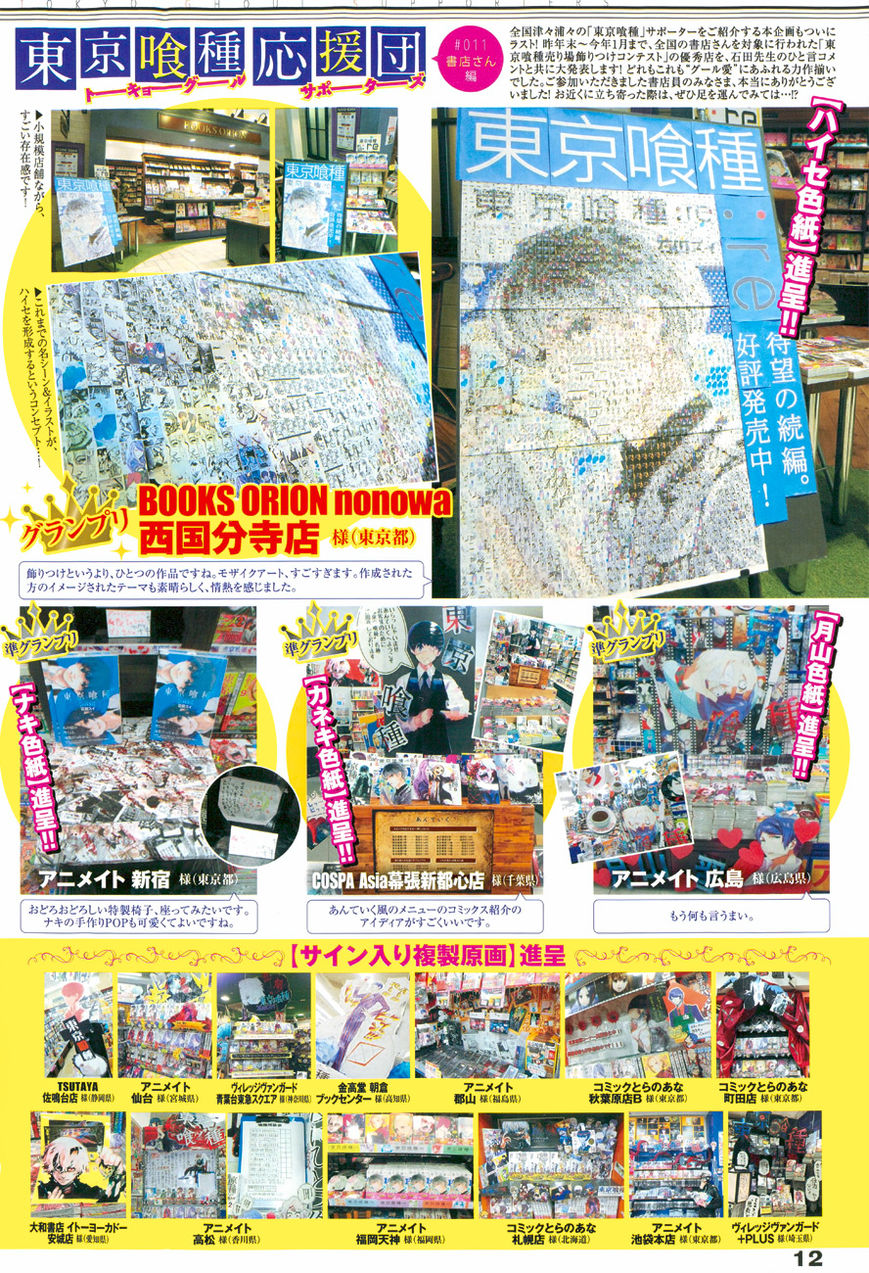 TOKYO GHOUL SUPPORTERS
東京喰種応援団
トーキョーグール サポーターズ
#011
書店さん
編
全国津々浦々の「東京喰種」サポーターをご紹介する本企画もついに
ラスト! 昨年末〜今年1月まで、全国の書店さんを対象に行われた「東
京喰種売り場飾りつけコンテスト」の優秀店を、石田先生のひと言コメ
ントと共に大発表します! どれもこれも“グール愛”にあふれる力作揃い
でした。ご参加いただきました書店員のみなさま、本当にありがとうござ
いました! お近くに立ち寄った際は、ぜひ足を運んでみては…!?
▶小規模店舗ながら、
すごい存在感です!
BOOKS ORION
東京喰種
:re
東京喰種:re
待望の続編。
好評発売中!
【ハイセ色紙】進呈!!
▶これまでの名シーン&イラストが、
ハイセを形成するというコンセプト…!
グランプリ
BOOKS ORION nonowa
西国分寺店 様(東京都)
飾りつけというより、ひとつの作品ですね。モザイクアート、すごすぎます。作成された
方のイメージされたテーマも素晴らしく、情熱を感じました。
準グランプリ
【ナキ色紙】進呈!!
アニメイト 新宿 様(東京都)
おどろおどろしい特製椅子、座ってみたいです。
ナキの手作りPOPも可愛くてよいですね。
準グランプリ
【カネキ色紙】進呈!!
東京喰種
あんていく
COSPA Asia幕張新都心店 様(千葉県)
あんていく風のメニューのコミックス紹介の
アイディアがすごくいいです。
準グランプリ
【月山色紙】進呈!!
アニメイト 広島 様(広島県)
もう何も言うまい。
【サイン入り複製原画】進呈
TSUTAYA
佐鳴台店 様(静岡県)
アニメイト
仙台 様(宮城県)
ヴィレッジヴァンガード
青葉台東急スクエア 様(神奈川県)
金高堂 朝倉
ブックセンター 様(高知県)
アニメイト
郡山 様(福島県)
コミックとらのあな
秋葉原店B 様(東京都)
コミックとらのあな
町田店 様(東京都)
大和書店 イトーヨーカドー
安城店 様(愛知県)
アニメイト
高松 様(香川県)
アニメイト
福岡天神 様(福岡県)
コミックとらのあな
札幌店 様(北海道)
アニメイト
池袋本店 様(東京都)
ヴィレッジヴァンガード
+PLUS 様(埼玉県)
12